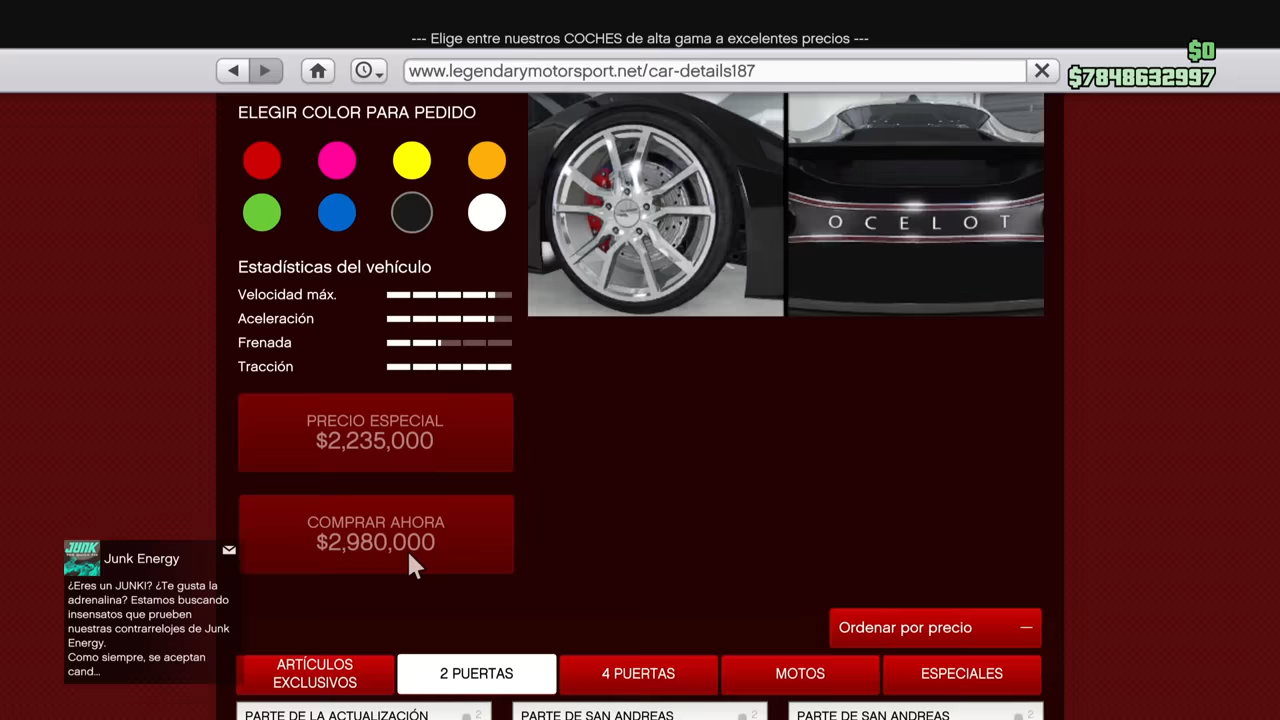 --- Elige entre nuestros COCHES de alta gama a excelentes precios ---
$0
www.legendarymotorsport.net/car-details187
$7848632997
ELEGIR COLOR PARA PEDIDO
OCELOT
Estadísticas del vehículo
Velocidad máx.
Aceleración
Frenada
Tracción
PRECIO ESPECIAL
$2,235,000
COMPRAR AHORA
$2,980,000
JUNK
Junk Energy
¿Eres un JUNKI? ¿Te gusta la
adrenalina? Estamos buscando
insensatos que prueben
nuestras contrarrelojes de Junk
Energy.
Como siempre, se aceptan
cand...
Ordenar por precio
ARTÍCULOS
EXCLUSIVOS
2 PUERTAS
4 PUERTAS
MOTOS
ESPECIALES
PARTE DE LA ACTUALIZACIÓN
2
PARTE DE SAN ANDREAS
2
PARTE DE SAN ANDREAS
2